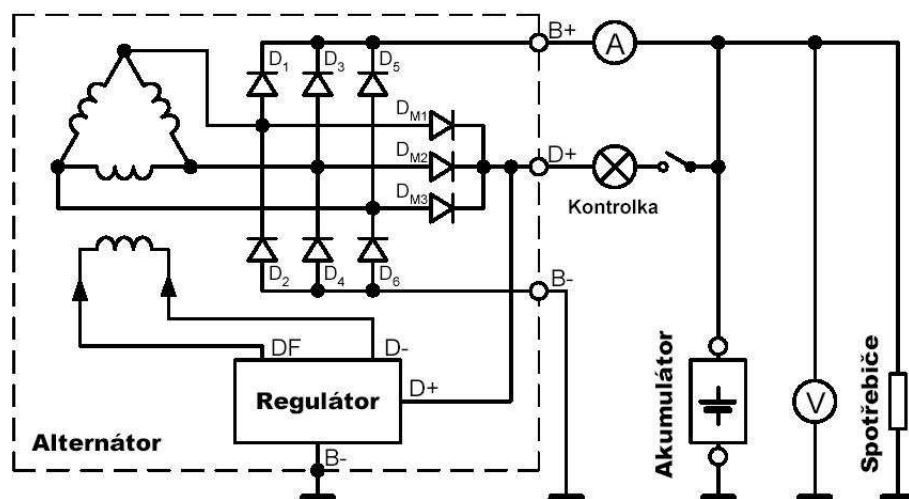 B+
A
D1
D3
D5
DM1
DM2
D+
DM3
Kontrolka
D2
D4
D6
B-
DF
D-
Regulátor
D+
Alternátor
B-
Akumulátor
V
Spotřebiče